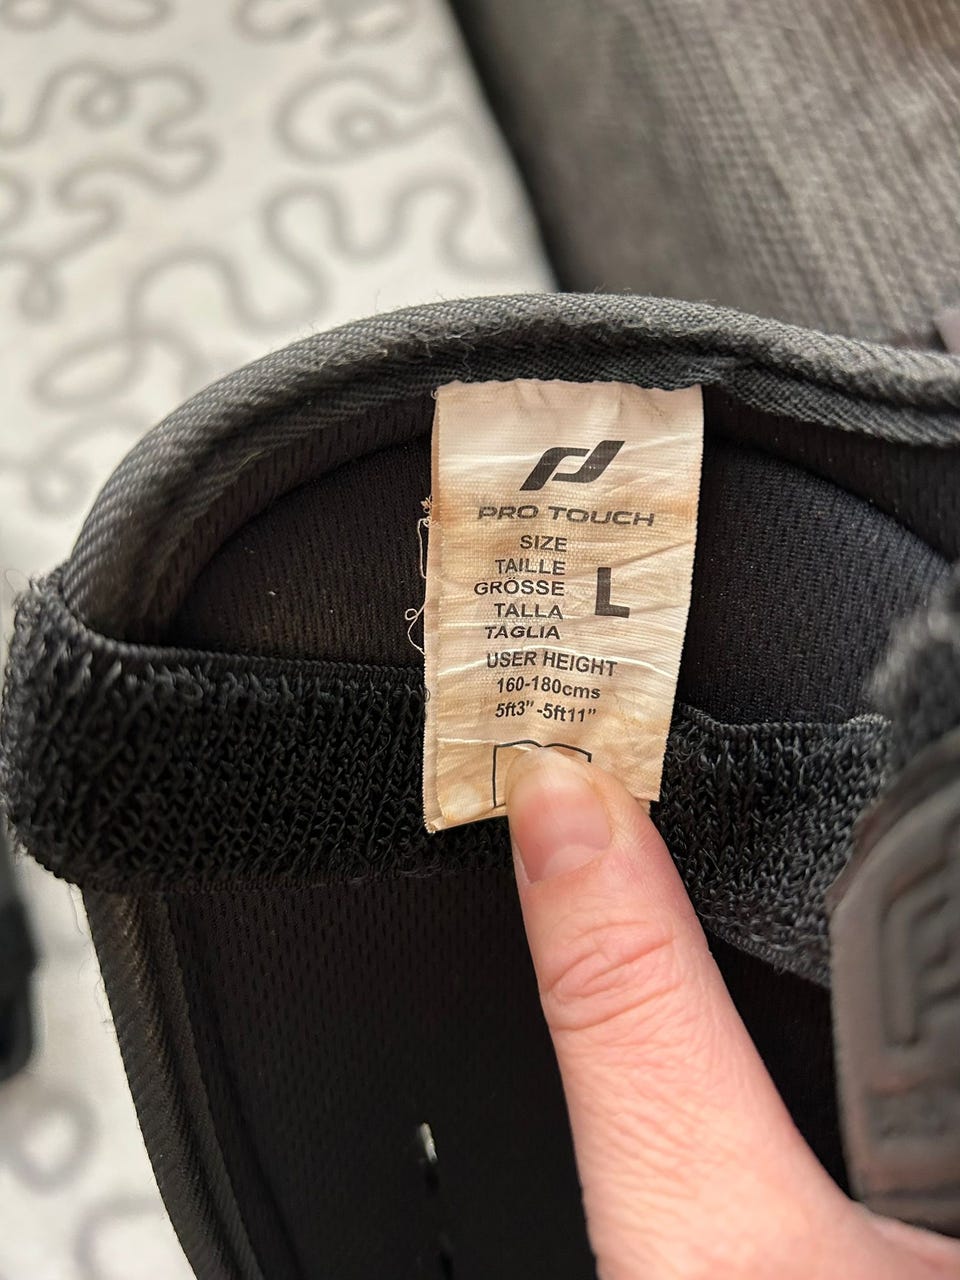 PRO TOUCH
SIZE
TAILLE
GRÖSSE
TALLA
TAGLIA
L
USER HEIGHT
160-180cms
5ft3" -5ft11"